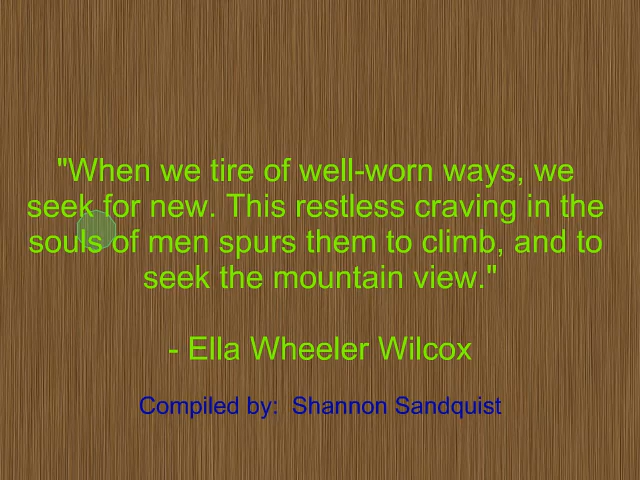 "When we tire of well-worn ways, we
seek for new. This restless craving in the
souls of men spurs them to climb, and to
seek the mountain view."
- Ella Wheeler Wilcox
Compiled by:  Shannon Sandquist